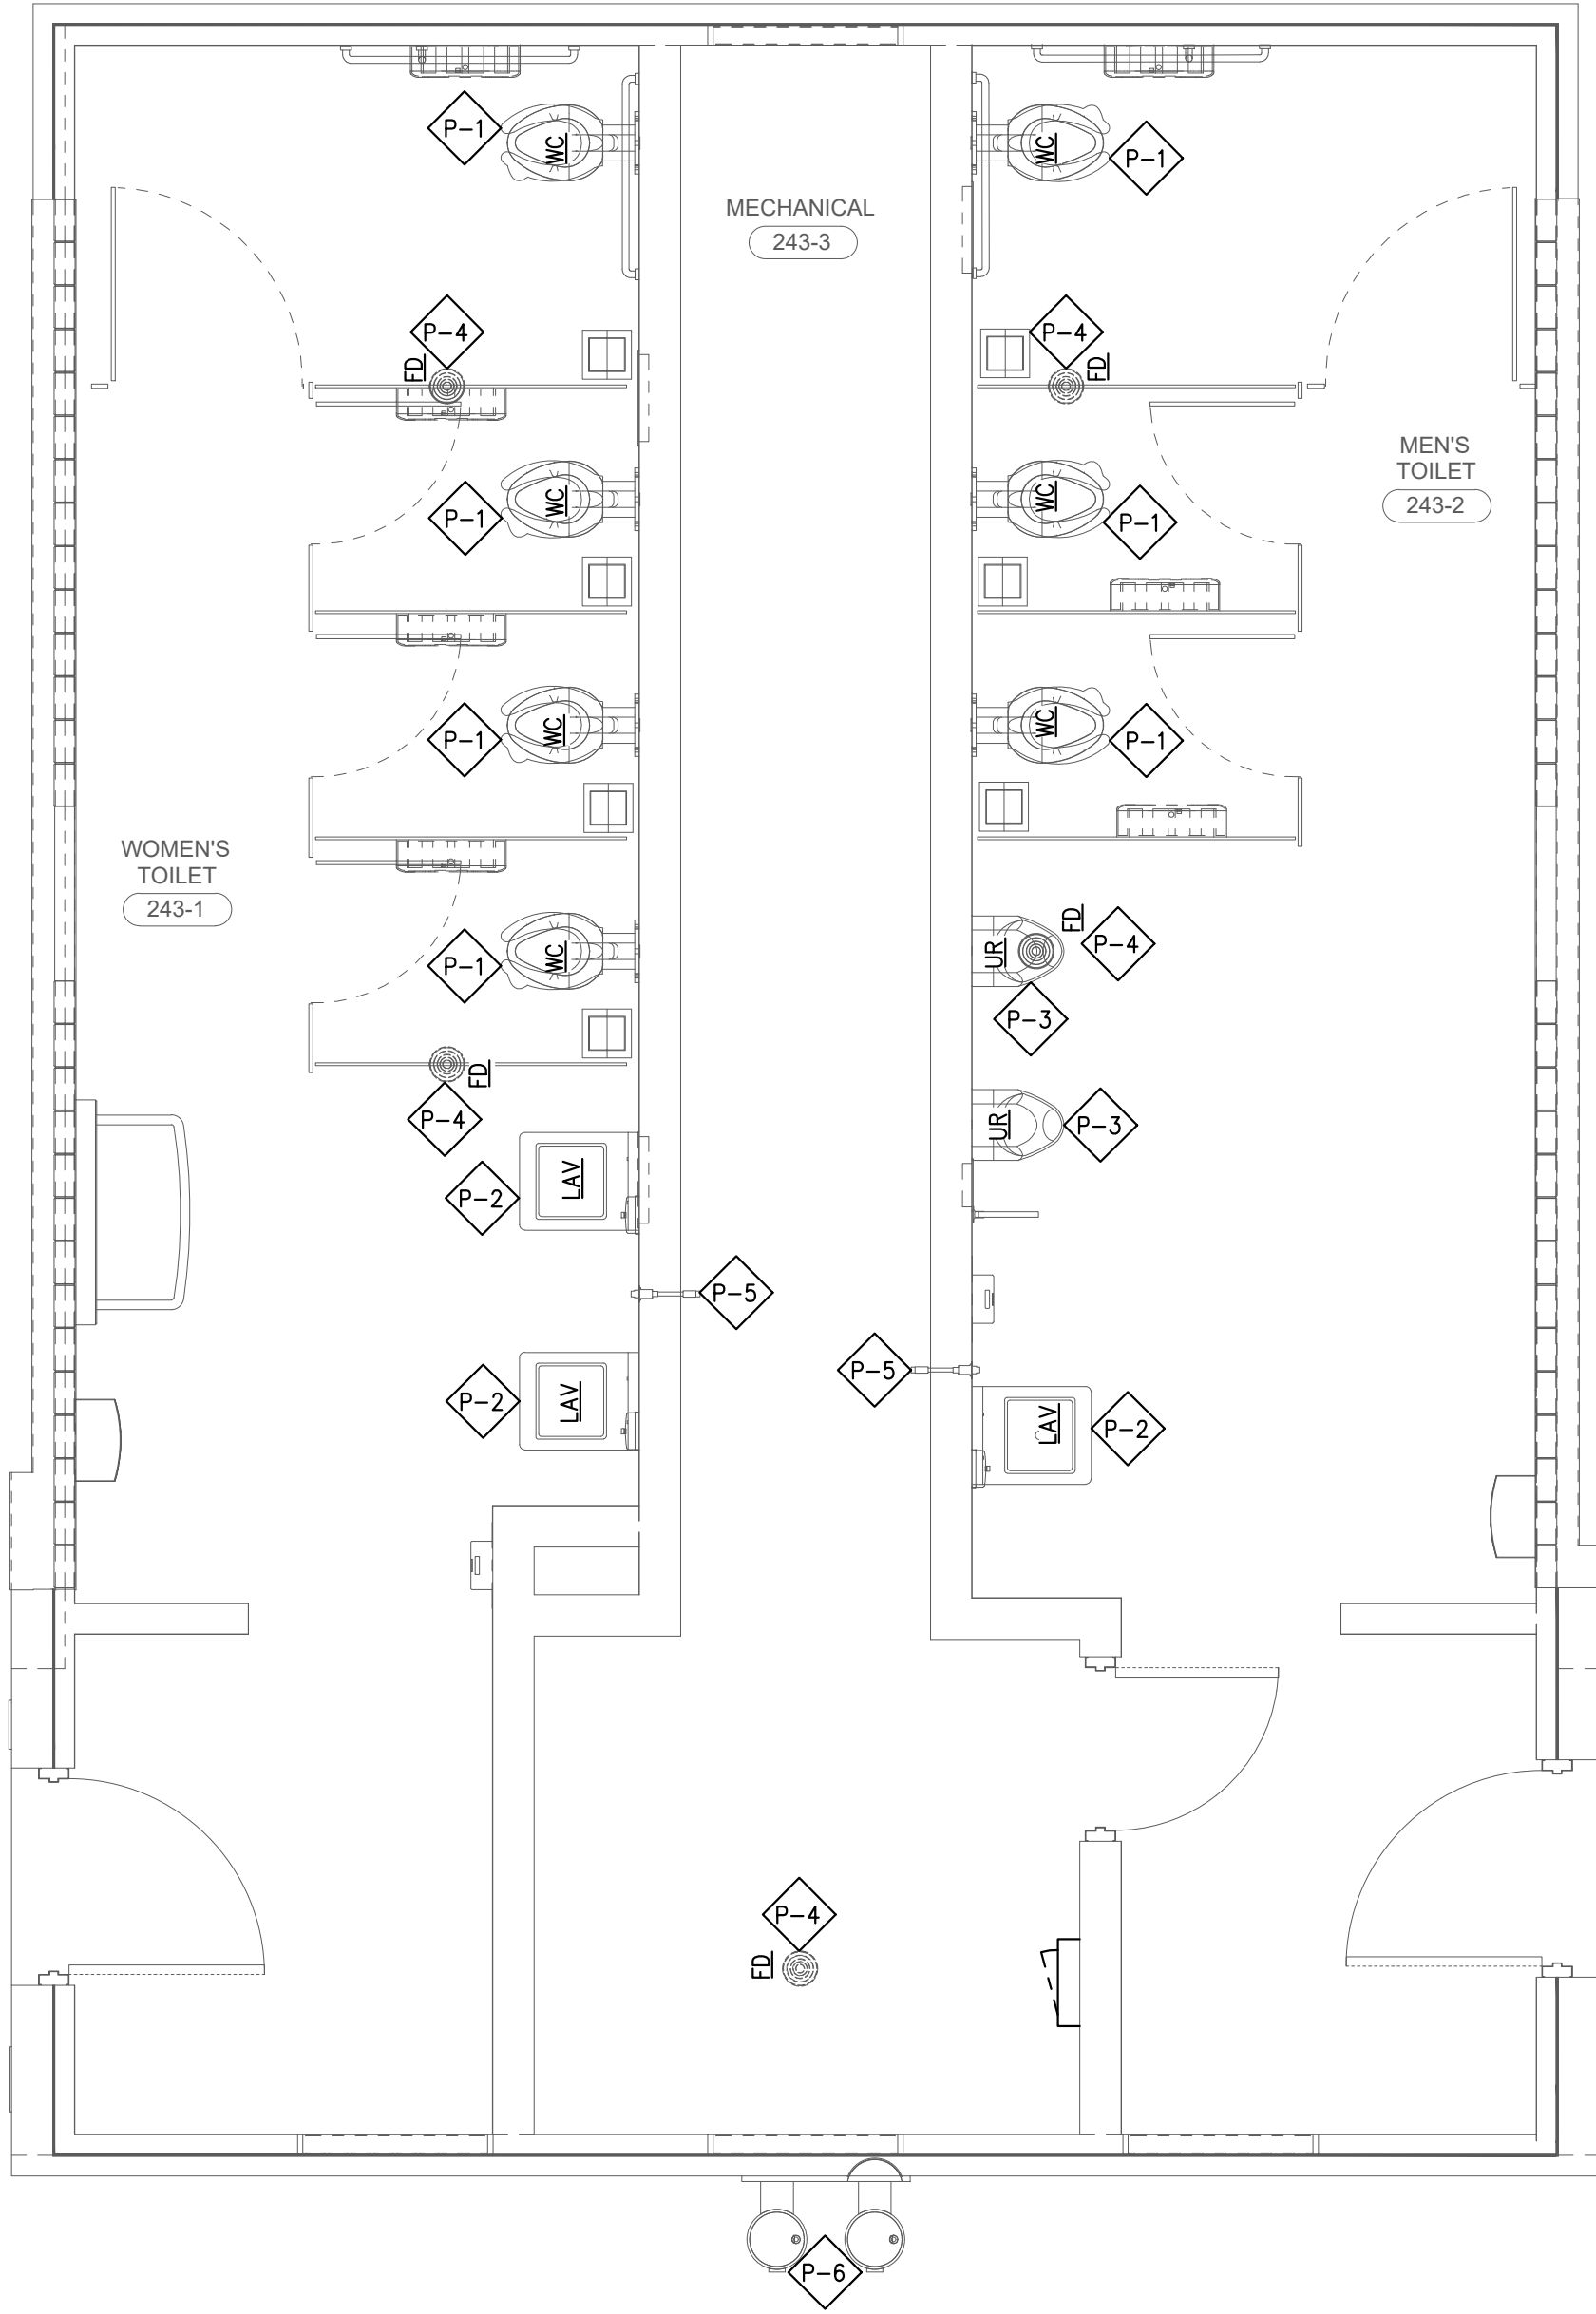 P-1
WC
WC
P-1
MECHANICAL
243-3
P-4
FD
P-4
FD
MEN'S
TOILET
243-2
P-1
WC
WC
P-1
P-1
WC
WC
P-1
WOMEN'S
TOILET
243-1
P-1
WC
UR
FD
P-4
P-3
FD
P-4
UR
P-3
P-2
LAV
P-5
P-5
P-2
LAV
LAV
P-2
P-4
FD
P-6